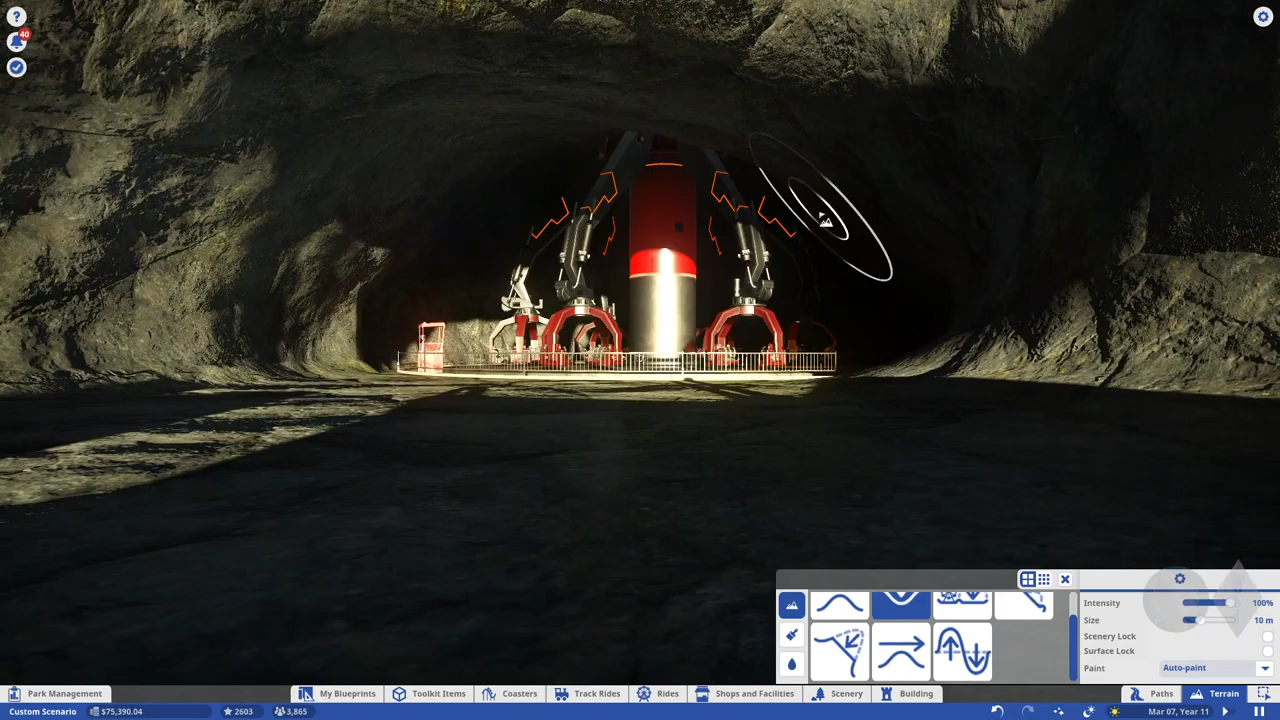 ?
40
Intensity 100%
Size 10 m
Scenery Lock
Surface Lock
Paint Auto-paint
Park Management My Blueprints Toolkit Items Coasters Track Rides Rides Shops and Facilities Scenery Building Paths Terrain
Custom Scenario $75,390.04 2603 3,865 Mar 07, Year 11